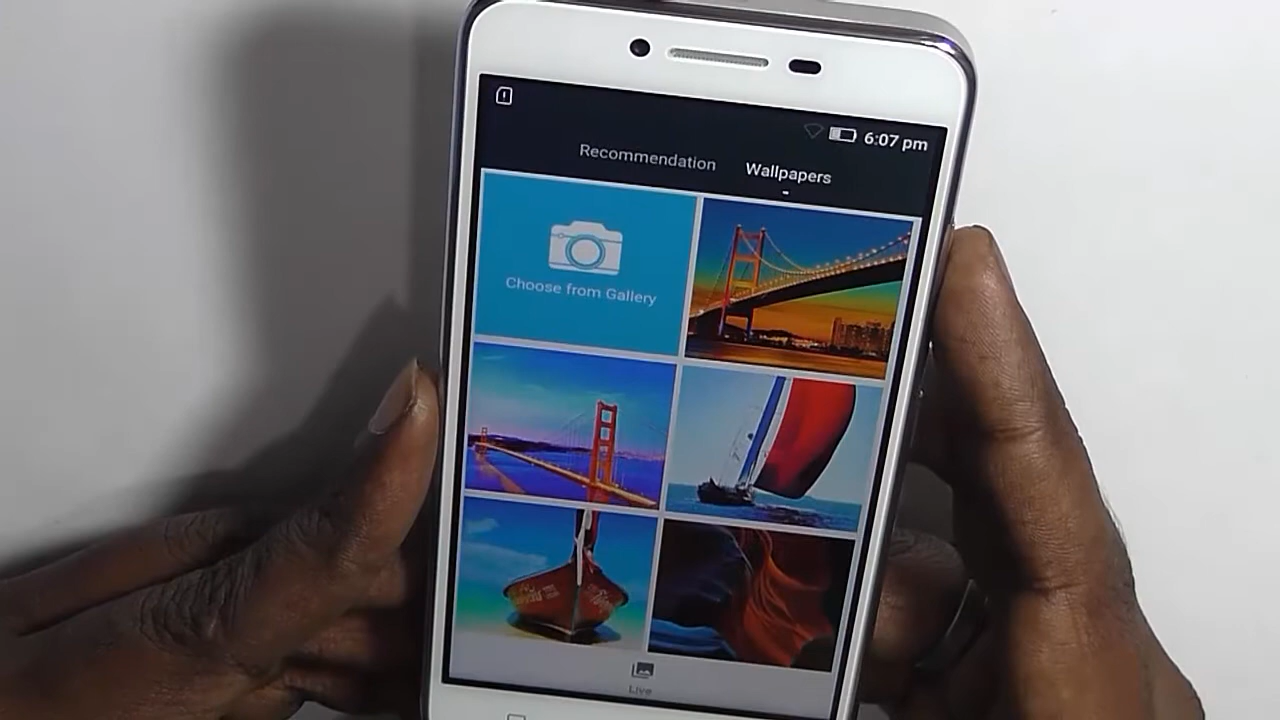 6:07 pm
Recommendation
Wallpapers
Choose from Gallery
Live